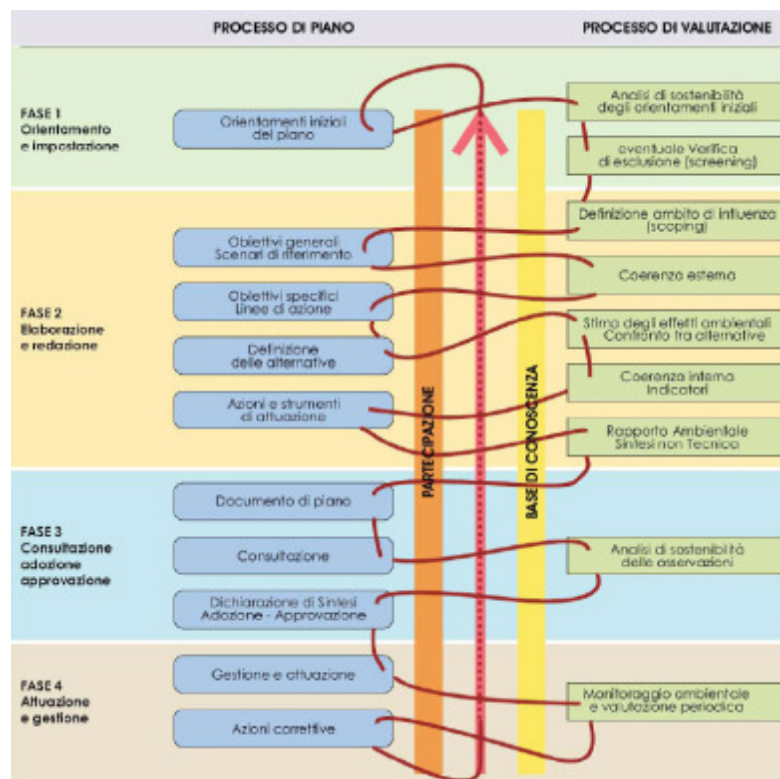 PROCESSO DI PIANO
PROCESSO DI VALUTAZIONE
FASE 1
Orientamento
e impostazione
Orientamenti iniziali
del piano
Analisi di sostenibilità
degli orientamenti iniziali
eventuale Verifica
di esclusione (screening)
FASE 2
Elaborazione
e redazione
Obiettivi generali
Scenari di riferimento
Obiettivi specifici
Linee di azione
Definizione
delle alternative
Azioni e strumenti
di attuazione
Definizione ambito di influenza
(scoping)
Coerenza esterna
Stima degli effetti ambientali
Confronto tra alternative
Coerenza interna
Indicatori
Rapporto Ambientale
Sintesi non Tecnica
PARTECIPAZIONE
BASE DI CONOSCENZA
FASE 3
Consultazione
adozione
approvazione
Documento di piano
Consultazione
Dichiarazione di Sintesi
Adozione - Approvazione
Analisi di sostenibilità
delle osservazioni
FASE 4
Attuazione
e gestione
Gestione e attuazione
Azioni correttive
Monitoraggio ambientale
e valutazione periodica